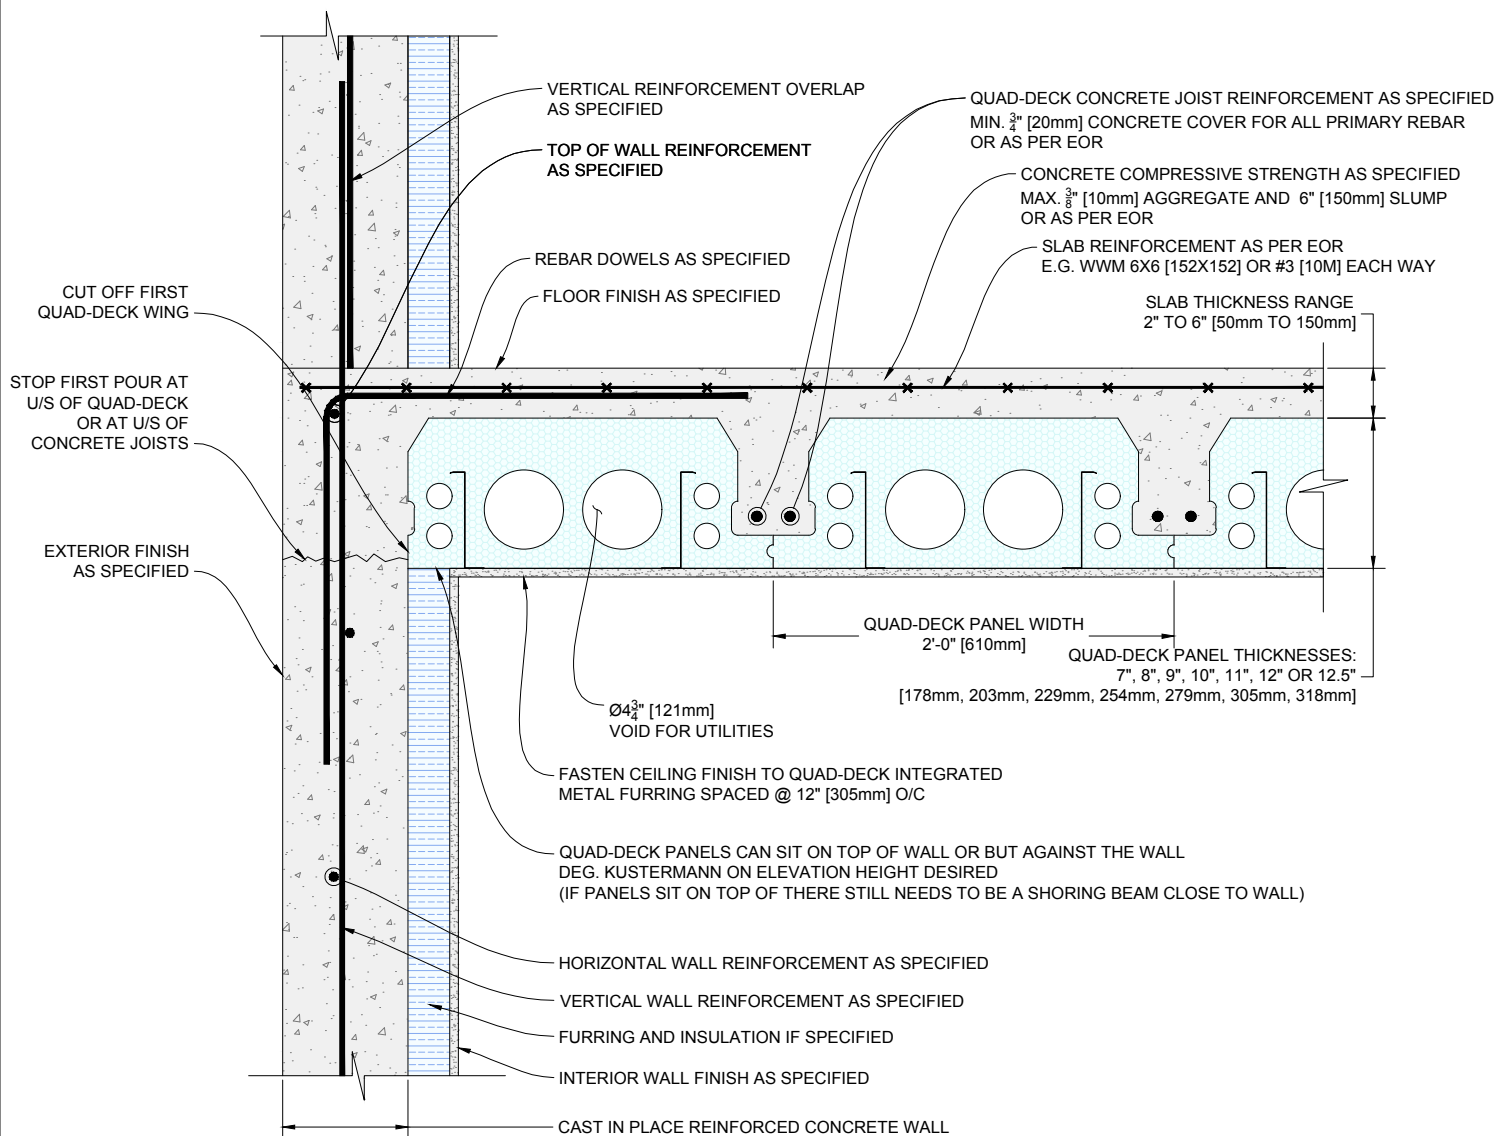 VERTICAL REINFORCEMENT OVERLAP
AS SPECIFIED
TOP OF WALL REINFORCEMENT
AS SPECIFIED
REBAR DOWELS AS SPECIFIED
FLOOR FINISH AS SPECIFIED
QUAD-DECK CONCRETE JOIST REINFORCEMENT AS SPECIFIED
MIN. 3/4" [20mm] CONCRETE COVER FOR ALL PRIMARY REBAR
OR AS PER EOR
CONCRETE COMPRESSIVE STRENGTH AS SPECIFIED
MAX. 3/8" [10mm] AGGREGATE AND 6" [150mm] SLUMP
OR AS PER EOR
SLAB REINFORCEMENT AS PER EOR
E.G. WWM 6X6 [152X152] OR #3 [10M] EACH WAY
SLAB THICKNESS RANGE
2" TO 6" [50mm TO 150mm]
CUT OFF FIRST
QUAD-DECK WING
STOP FIRST POUR AT
U/S OF QUAD-DECK
OR AT U/S OF
CONCRETE JOISTS
EXTERIOR FINISH
AS SPECIFIED
QUAD-DECK PANEL WIDTH
2'-0" [610mm]
QUAD-DECK PANEL THICKNESSES:
7", 8", 9", 10", 11", 12" OR 12.5"
[178mm, 203mm, 229mm, 254mm, 279mm, 305mm, 318mm]
Ø4 3/4" [121mm]
VOID FOR UTILITIES
FASTEN CEILING FINISH TO QUAD-DECK INTEGRATED
METAL FURRING SPACED @ 12" [305mm] O/C
QUAD-DECK PANELS CAN SIT ON TOP OF WALL OR BUT AGAINST THE WALL
DEG. KUSTERMANN ON ELEVATION HEIGHT DESIRED
(IF PANELS SIT ON TOP OF THERE STILL NEEDS TO BE A SHORING BEAM CLOSE TO WALL)
HORIZONTAL WALL REINFORCEMENT AS SPECIFIED
VERTICAL WALL REINFORCEMENT AS SPECIFIED
FURRING AND INSULATION IF SPECIFIED
INTERIOR WALL FINISH AS SPECIFIED
CAST IN PLACE REINFORCED CONCRETE WALL